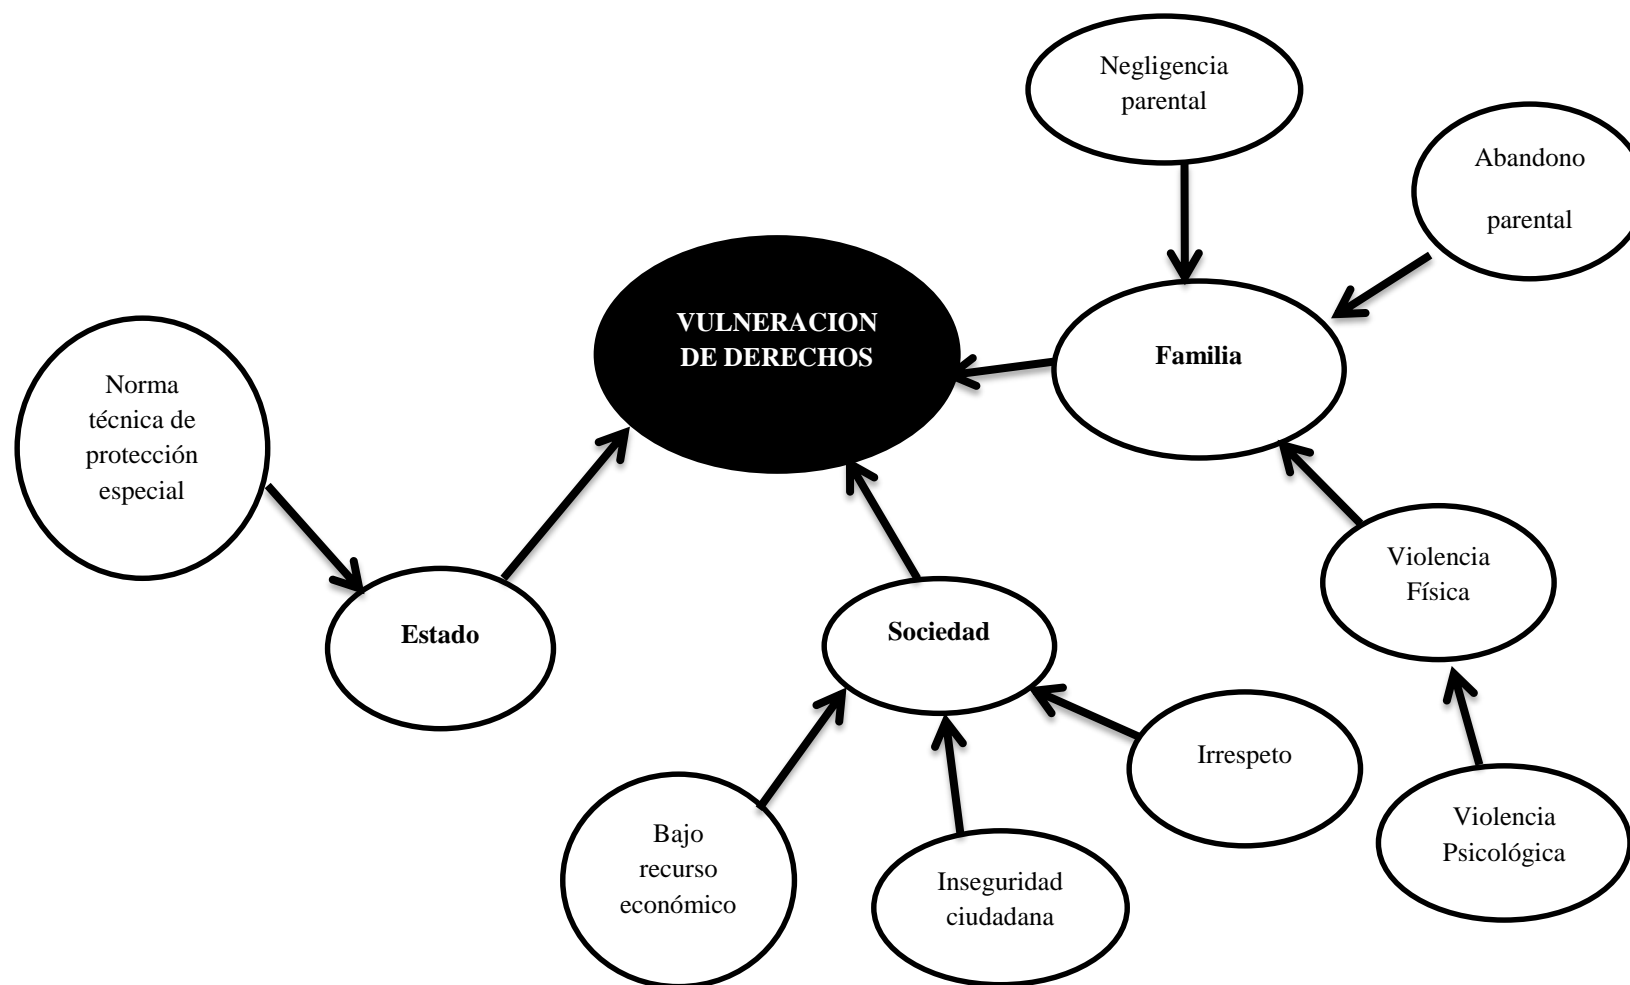 Negligencia
parental
Abandono
parental
VULNERACION
DE DERECHOS
Familia
Norma
técnica de
protección
especial
Violencia
Física
Estado
Sociedad
Irrespeto
Bajo
recurso
económico
Inseguridad
ciudadana
Violencia
Psicológica